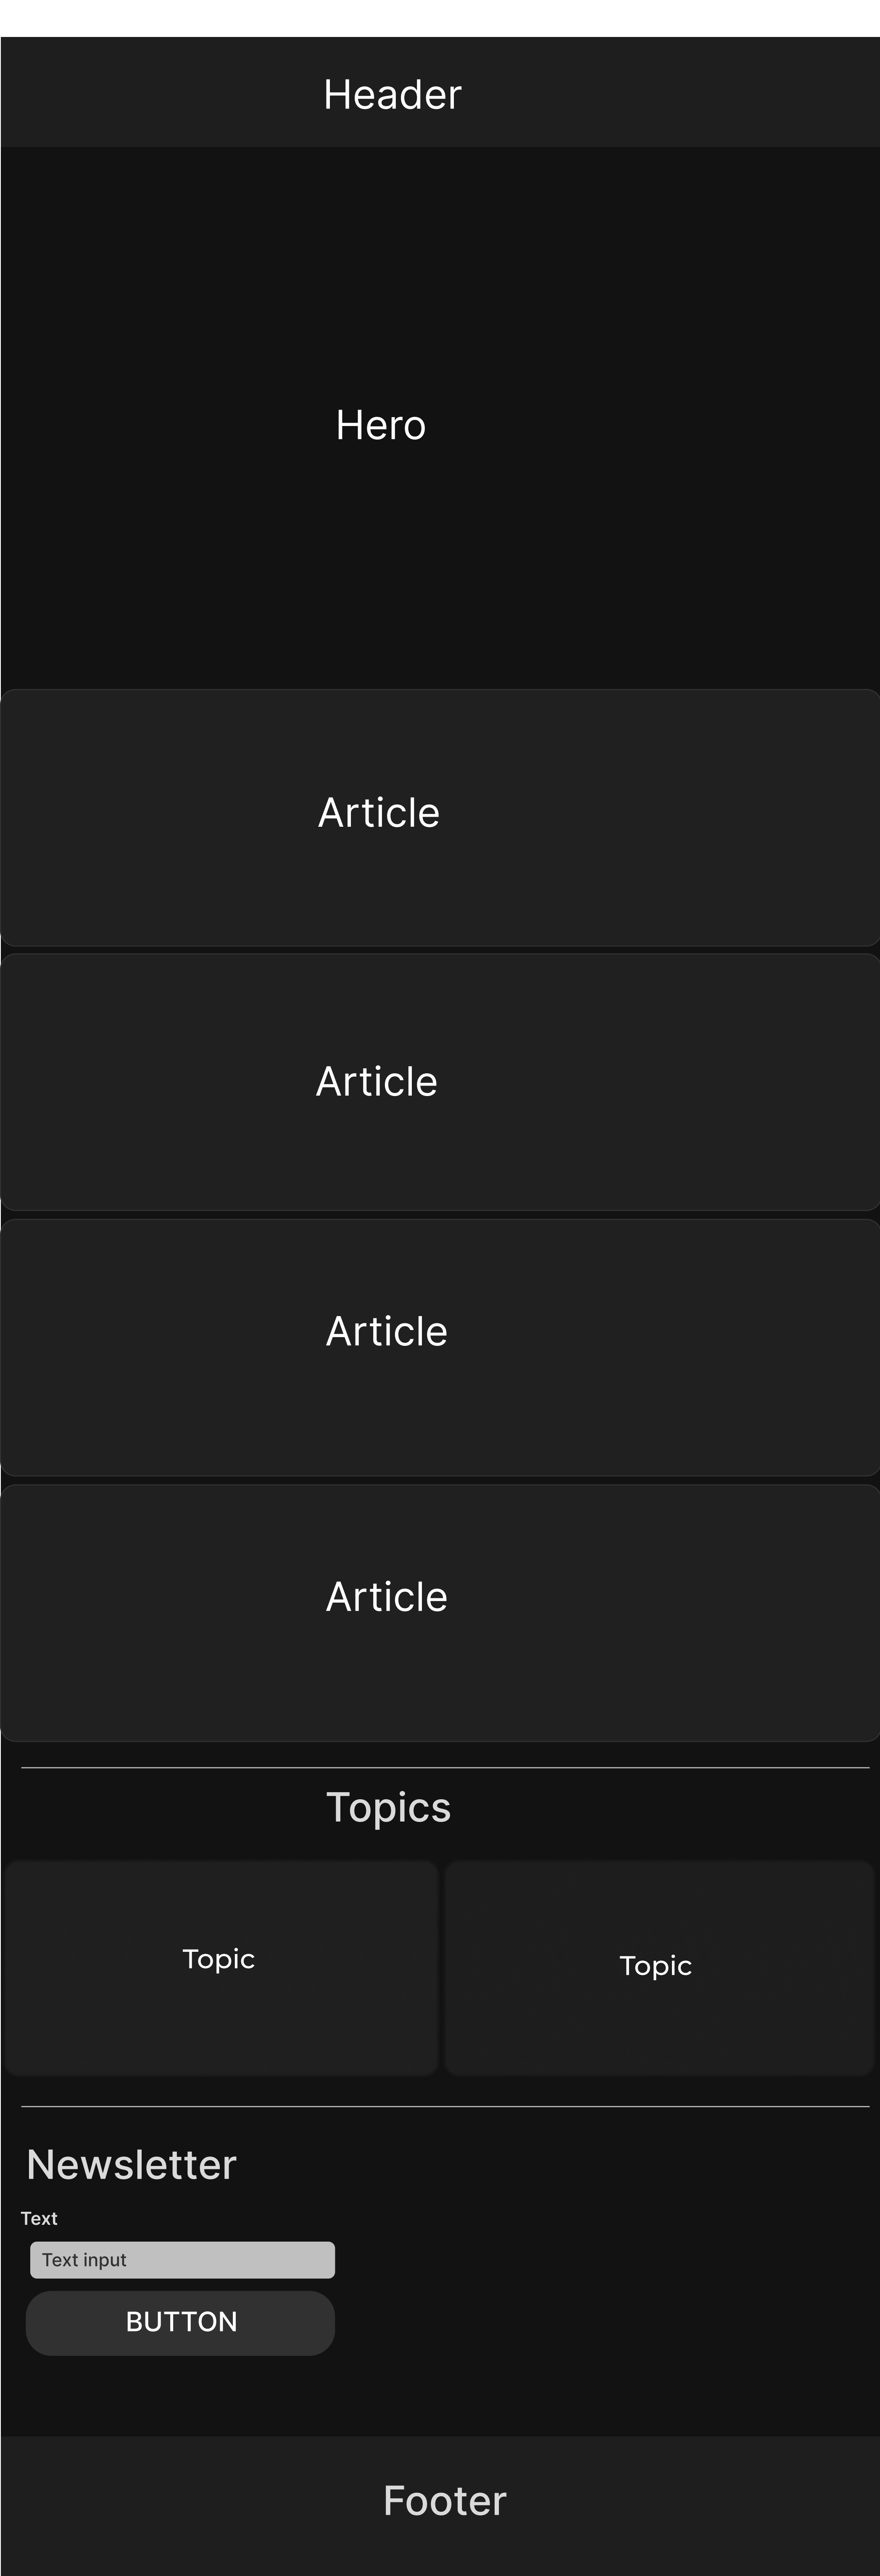 Header
Hero
Article
Article
Article
Article
Topics
Topic
Topic
Newsletter
Text
Text input
BUTTON
Footer